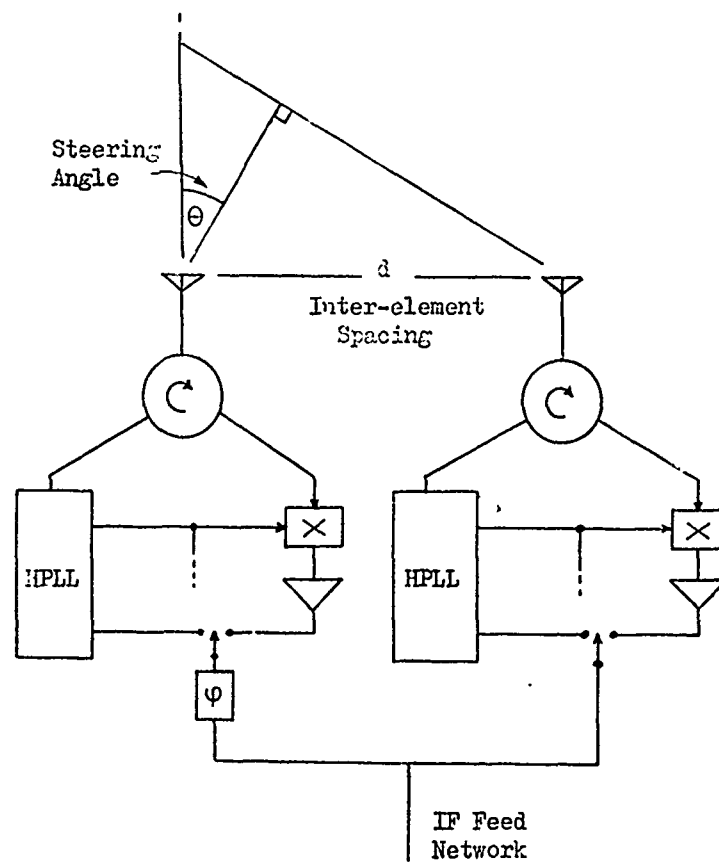 Steering
Angle
θ
d
Inter-element
Spacing
HPLL
HPLL
φ
IF Feed
Network